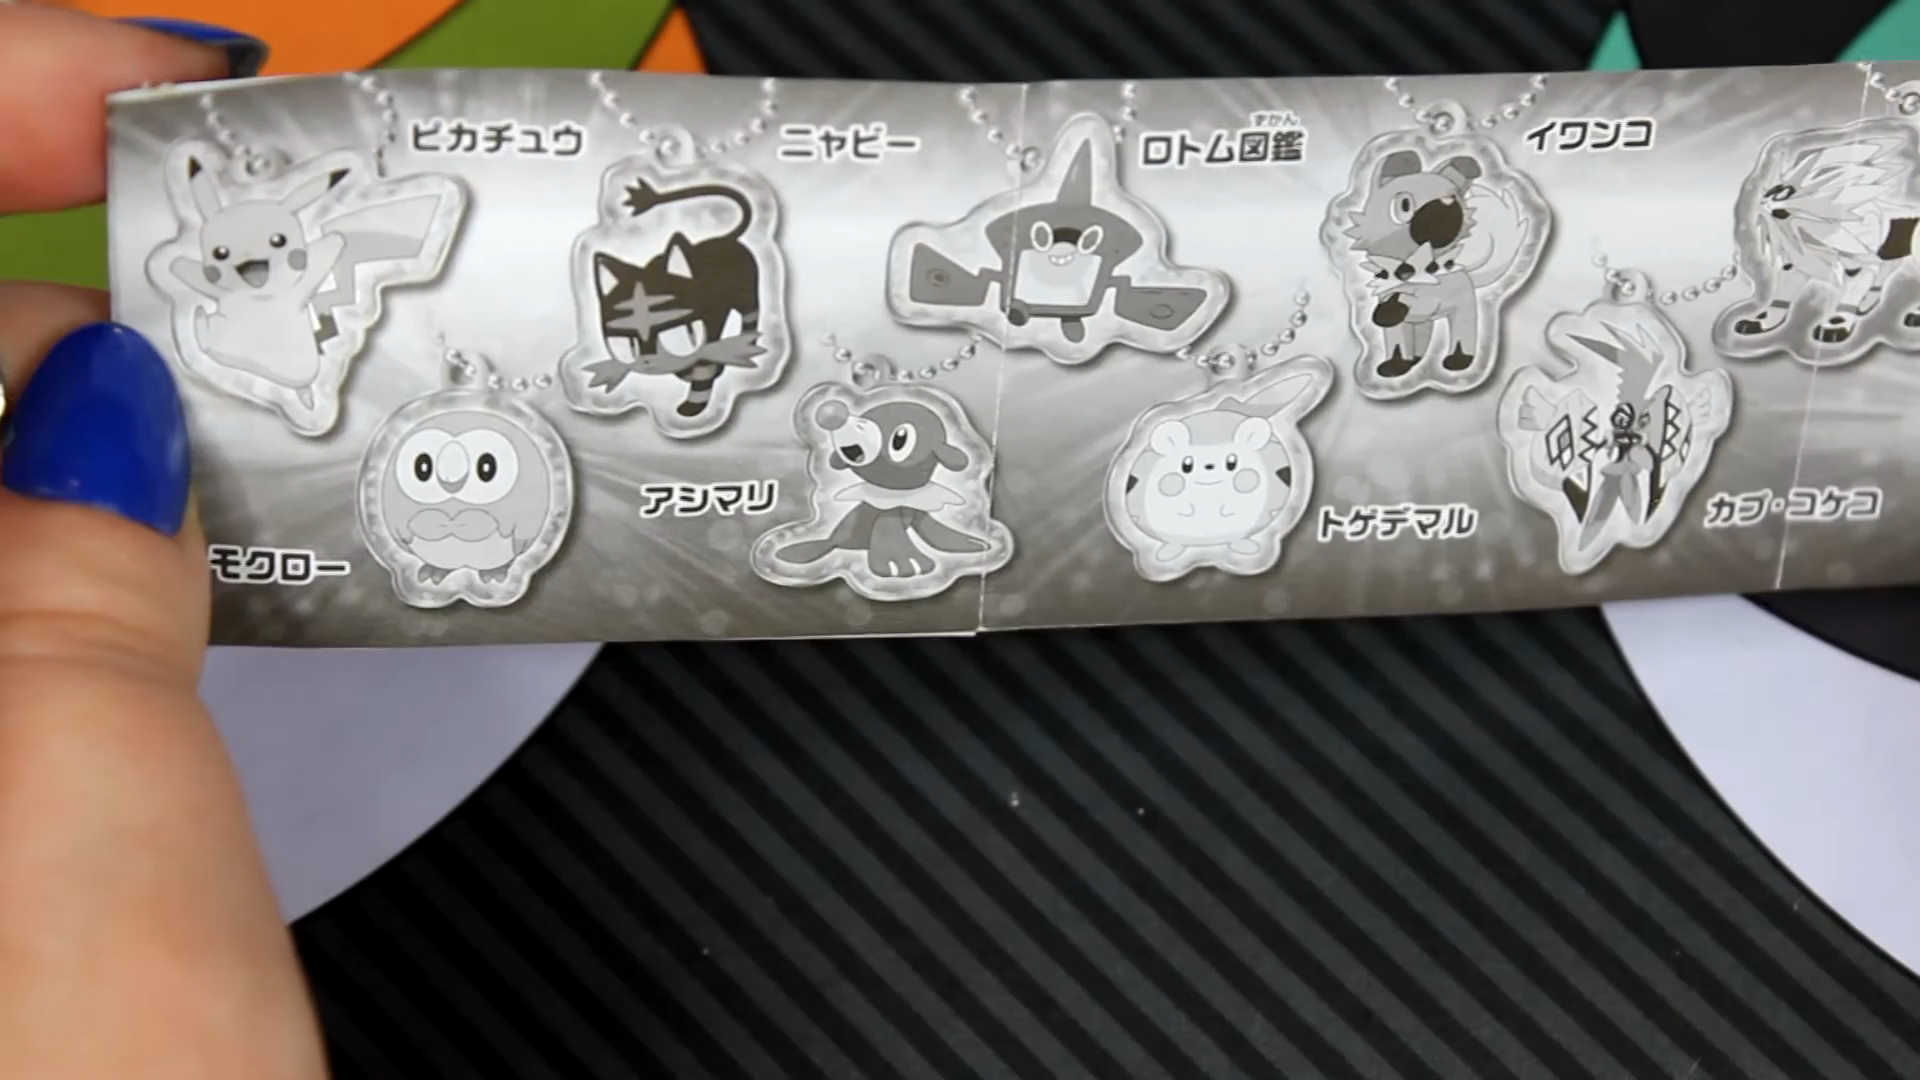 ピカチュウ
ニャビー
ずかん
ロトム図鑑
イワンコ
モクロー
アシマリ
トゲデマル
カプ・コケコ